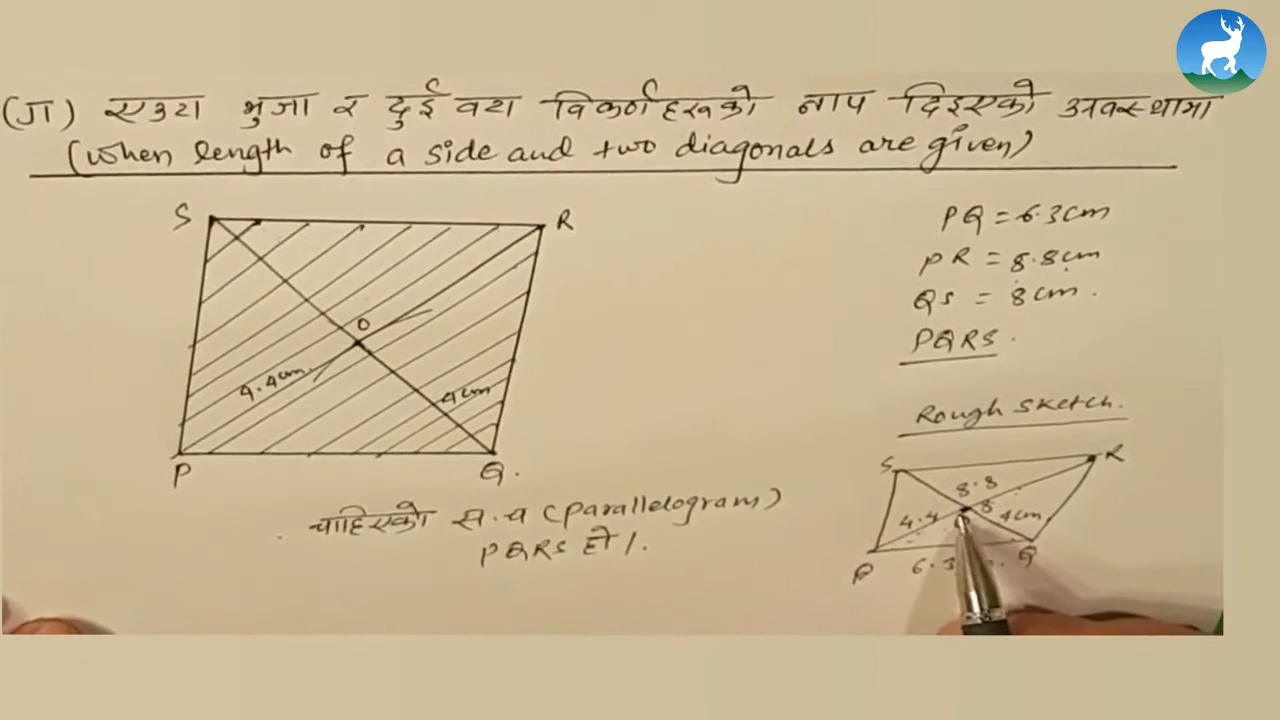 (ग) एउटा भुजा र दुई वटा विकर्णहरूको नाप दिइएको अवस्थामा
(when length of a side and two diagonals are given)
S
R
O
4.4cm
4cm
P
Q.
चाहिएको स.च (parallelogram)
PQRS हो।.
PQ = 6.3cm
PR = 8.8cm
QS = 8cm.
PQRS.
Rough Sketch.
S
R
8.8
4.4
8
4cm
P
6.3
Q